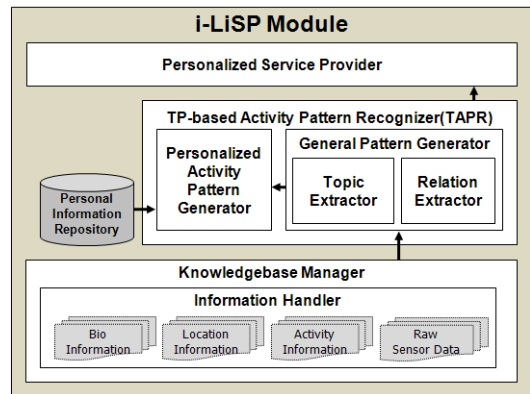 i-LiSP Module
Personalized Service Provider
TP-based Activity Pattern Recognizer(TAPR)
Personalized
Activity
Pattern
Generator
General Pattern Generator
Topic
Extractor
Relation
Extractor
Personal
Information
Repository
Knowledgebase Manager
Information Handler
Bio
Information
Location
Information
Activity
Information
Raw
Sensor Data